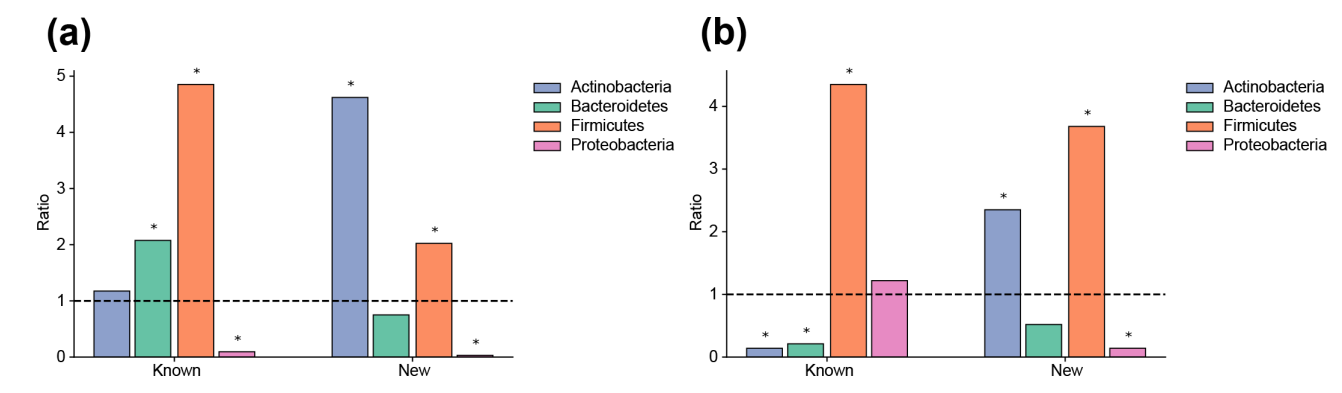 (a)
5
4
3
2
1
0
Ratio
*
*
*
*
*
*
Known
New
Actinobacteria
Bacteroidetes
Firmicutes
Proteobacteria
(b)
4
3
2
1
0
Ratio
*
*
*
*
*
*
Known
New
Actinobacteria
Bacteroidetes
Firmicutes
Proteobacteria